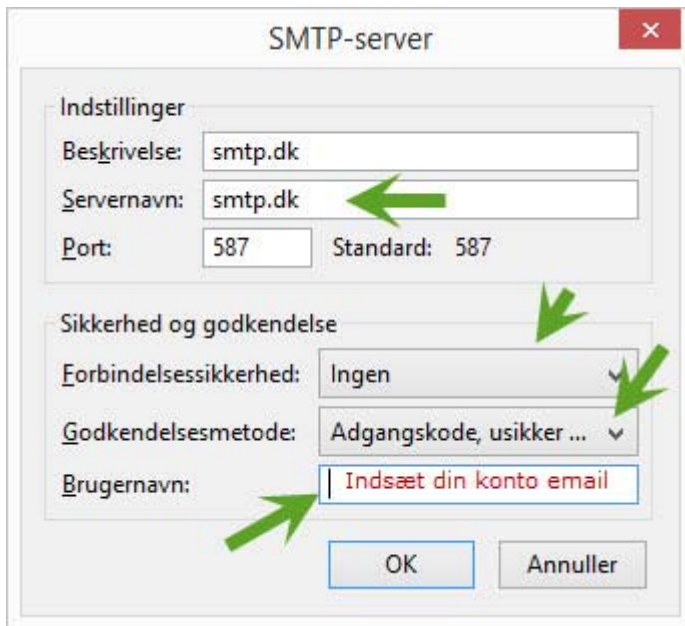 SMTP-server
Indstillinger
Beskrivelse: smtp.dk
Servernavn: smtp.dk
Port: 587 Standard: 587
Sikkerhed og godkendelse
Forbindelsessikkerhed: Ingen
Godkendelsesmetode: Adgangskode, usikker ...
Brugernavn: Indsæt din konto email
OK Annuller